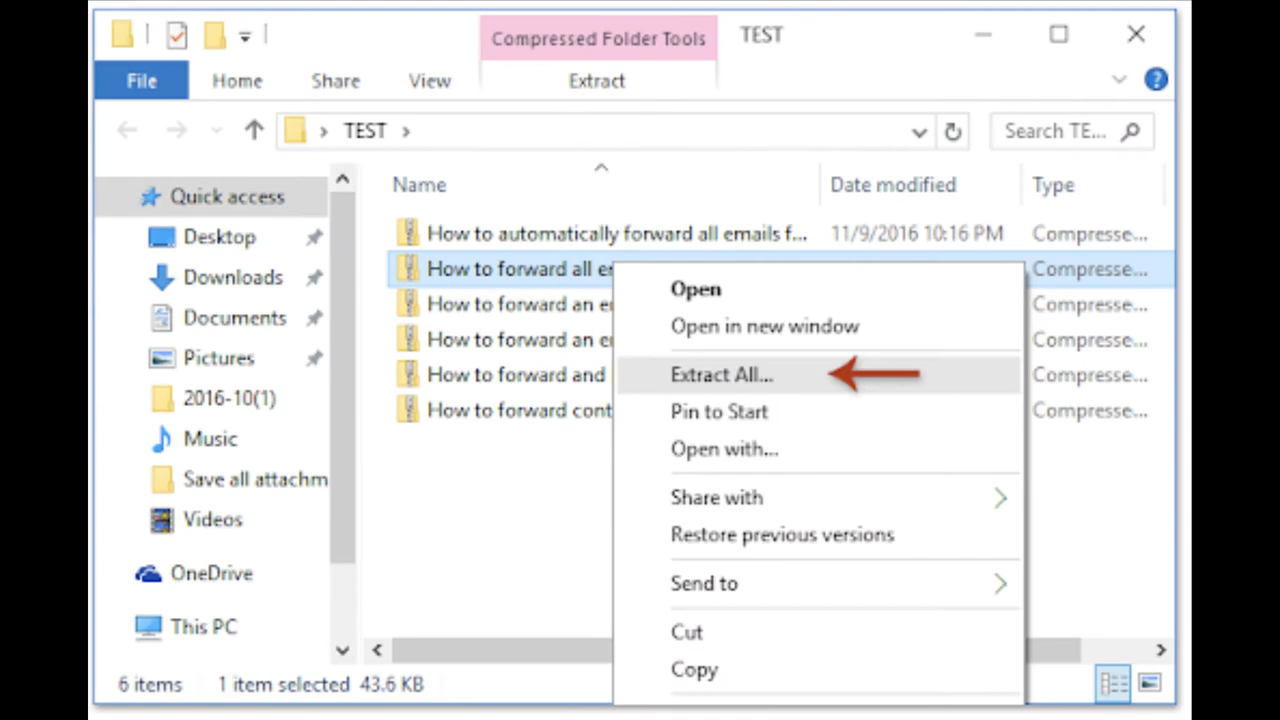 Compressed Folder Tools TEST
File Home Share View Extract
TEST Search TE...
Name Date modified Type
Quick access
Desktop
Downloads
Documents
Pictures
2016-10(1)
Music
Save all attachm
Videos
OneDrive
This PC
How to automatically forward all emails f... 11/9/2016 10:16 PM Compresse...
How to forward all er Compresse...
How to forward an er Compresse...
How to forward an er Compresse...
How to forward and Compresse...
How to forward cont Compresse...
Open
Open in new window
Extract All...
Pin to Start
Open with...
Share with
Restore previous versions
Send to
Cut
Copy
6 items 1 item selected 43.6 KB